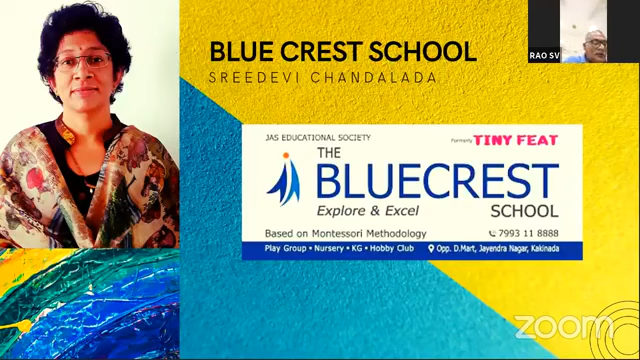 BLUE CREST SCHOOL
SREEDEVI CHANDALADA
RAO SV
JAS EDUCATIONAL SOCIETY
Formerly TINY FEAT
THE
BLUECREST
Explore & Excel
SCHOOL
Based on Montessori Methodology
7993 11 8888
Play Group • Nursery • KG • Hobby Club
Opp. D.Mart, Jayendra Nagar, Kakinada
zoom